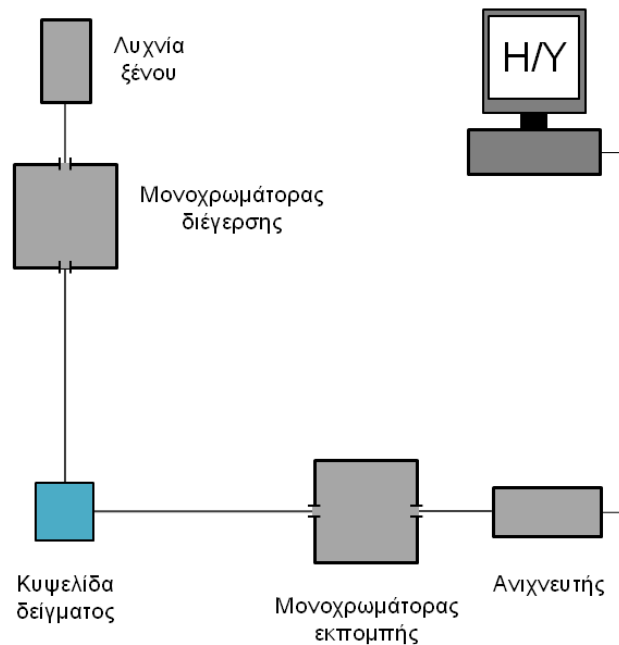 Λυχνία
ξένου
Η/Υ
Μονοχρωμάτορας
διέγερσης
Κυψελίδα
δείγματος
Μονοχρωμάτορας
εκπομπής
Ανιχνευτής